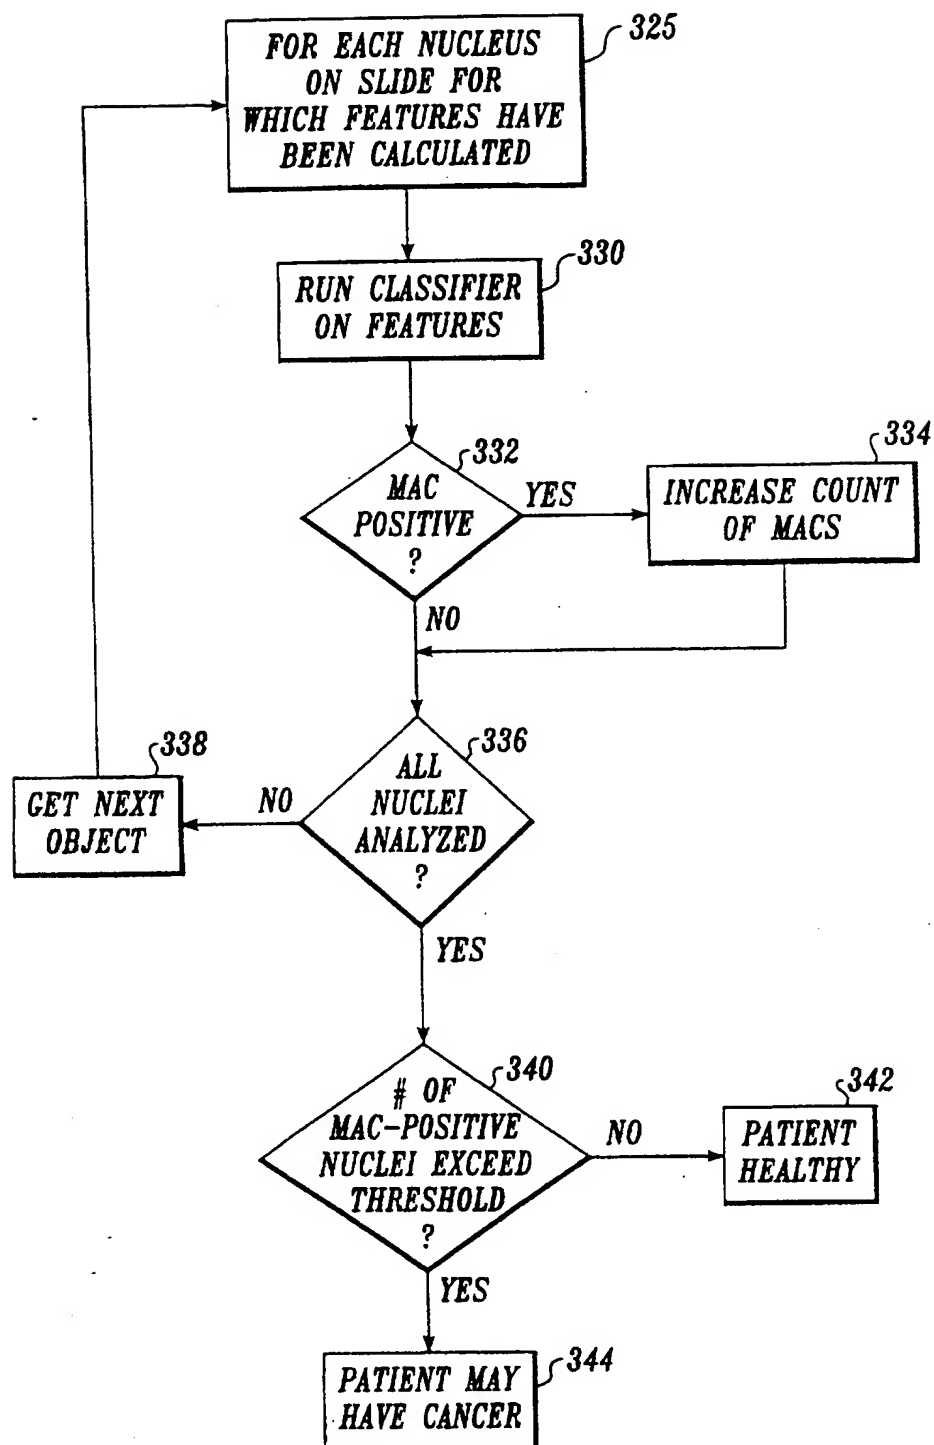 325
FOR EACH NUCLEUS
ON SLIDE FOR
WHICH FEATURES HAVE
BEEN CALCULATED
330
RUN CLASSIFIER
ON FEATURES
332
MAC
POSITIVE
?
YES
334
INCREASE COUNT
OF MACS
NO
336
ALL
NUCLEI
ANALYZED
?
NO
338
GET NEXT
OBJECT
YES
340
# OF
MAC-POSITIVE
NUCLEI EXCEED
THRESHOLD
?
NO
342
PATIENT
HEALTHY
YES
344
PATIENT MAY
HAVE CANCER